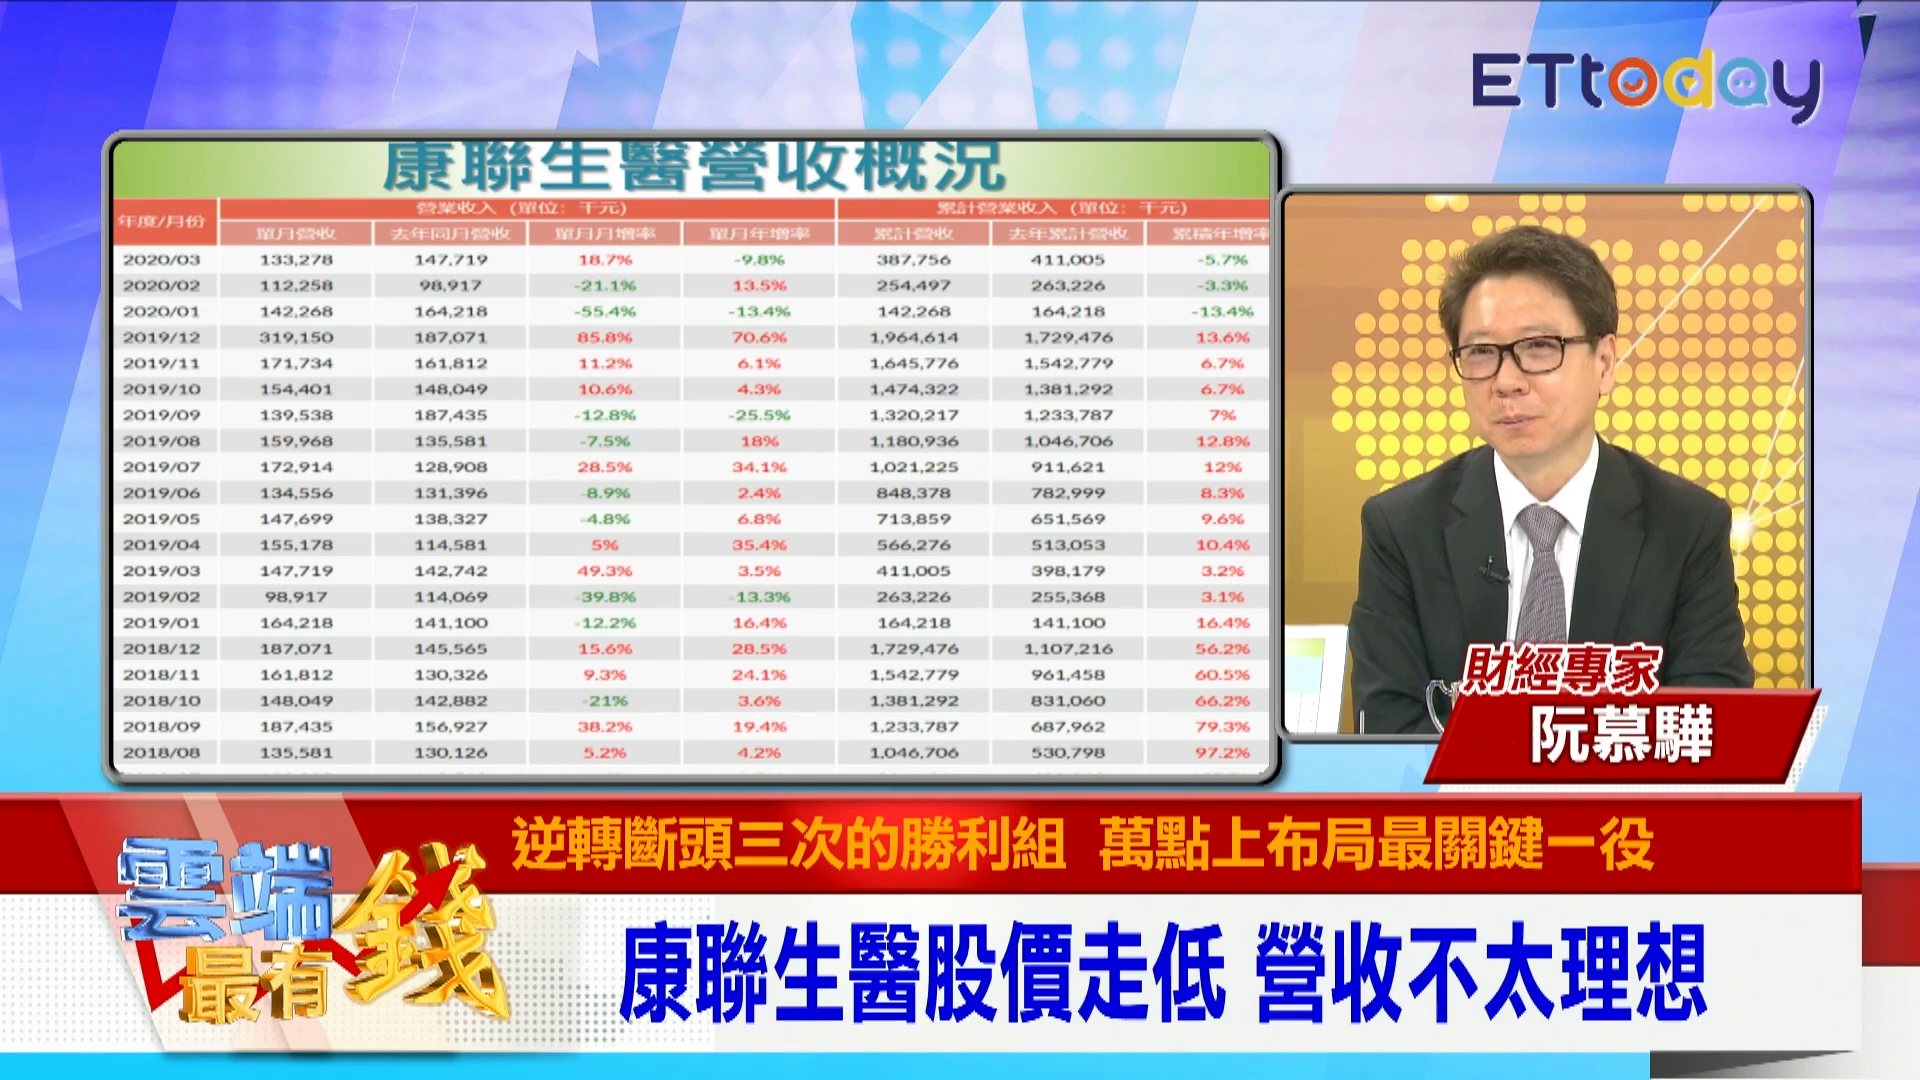 ETtoday
康聯生醫營收概況
年度/月份 營業收入 (單位: 千元) 累計營業收入 (單位: 千元)
單月營收 去年同月營收 單月月增率 單月年增率 累計營收 去年累計營收 累積年增率
2020/03 133,278 147,719 18.7% -9.8% 387,756 411,005 -5.7%
2020/02 112,258 98,917 -21.1% 13.5% 254,497 263,226 -3.3%
2020/01 142,268 164,218 -55.4% -13.4% 142,268 164,218 -13.4%
2019/12 319,150 187,071 85.8% 70.6% 1,964,614 1,729,476 13.6%
2019/11 171,734 161,812 11.2% 6.1% 1,645,776 1,542,779 6.7%
2019/10 154,401 148,049 10.6% 4.3% 1,474,322 1,381,292 6.7%
2019/09 139,538 187,435 -12.8% -25.5% 1,320,217 1,233,787 7%
2019/08 159,968 135,581 -7.5% 18% 1,180,936 1,046,706 12.8%
2019/07 172,914 128,908 28.5% 34.1% 1,021,225 911,621 12%
2019/06 134,556 131,396 -8.9% 2.4% 848,378 782,999 8.3%
2019/05 147,699 138,327 -4.8% 6.8% 713,859 651,569 9.6%
2019/04 155,178 114,581 5% 35.4% 566,276 513,053 10.4%
2019/03 147,719 142,742 49.3% 3.5% 411,005 398,179 3.2%
2019/02 98,917 114,069 -39.8% -13.3% 263,226 255,368 3.1%
2019/01 164,218 141,100 -12.2% 16.4% 164,218 141,100 16.4%
2018/12 187,071 145,565 15.6% 28.5% 1,729,476 1,107,216 56.2%
2018/11 161,812 130,326 9.3% 24.1% 1,542,779 961,458 60.5%
2018/10 148,049 142,882 -21% 3.6% 1,381,292 831,060 66.2%
2018/09 187,435 156,927 38.2% 19.4% 1,233,787 687,962 79.3%
2018/08 135,581 130,126 5.2% 4.2% 1,046,706 530,798 97.2%
財經專家
阮慕驊
逆轉斷頭三次的勝利組 萬點上布局最關鍵一役
雲端最有錢
康聯生醫股價走低 營收不太理想